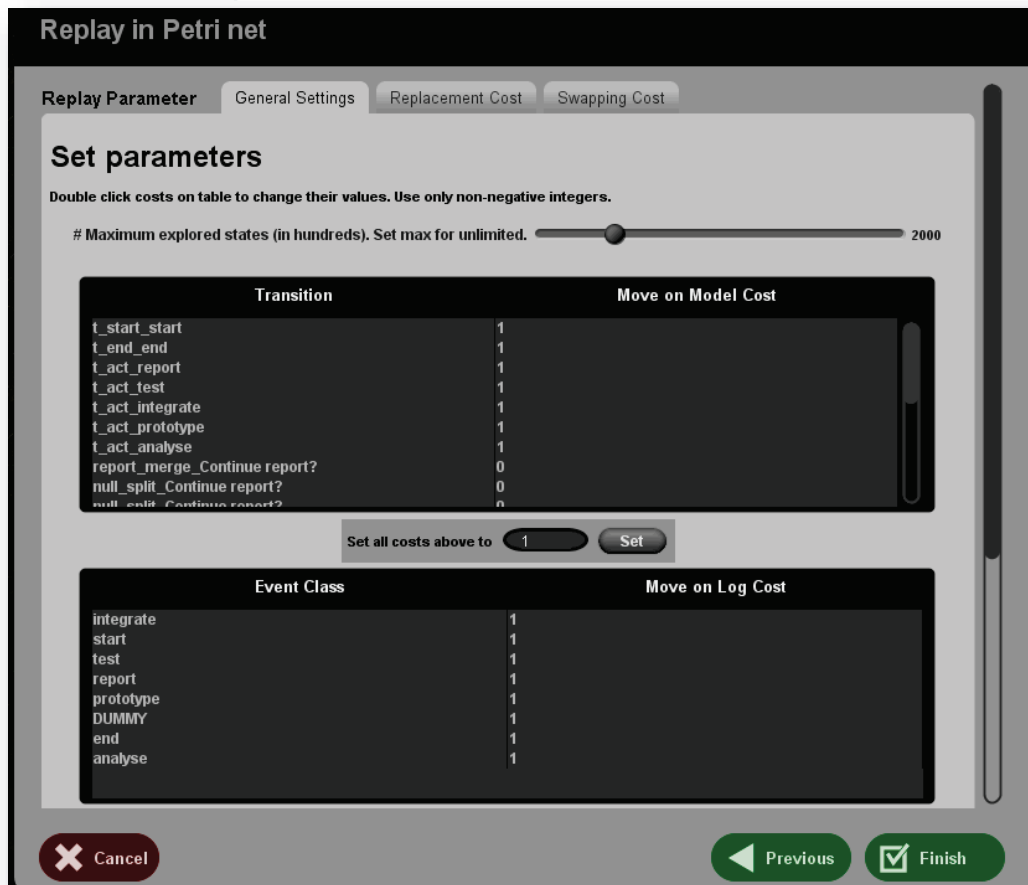 Replay in Petri net
Replay Parameter General Settings Replacement Cost Swapping Cost
Set parameters
Double click costs on table to change their values. Use only non-negative integers.
# Maximum explored states (in hundreds). Set max for unlimited. 2000
Transition Move on Model Cost
t_start_start 1
t_end_end 1
t_act_report 1
t_act_test 1
t_act_integrate 1
t_act_prototype 1
t_act_analyse 1
report_merge_Continue report? 0
null_split_Continue report? 0
null_split_Continue report? 0
Set all costs above to 1 Set
Event Class Move on Log Cost
integrate 1
start 1
test 1
report 1
prototype 1
DUMMY 1
end 1
analyse 1
Cancel Previous Finish